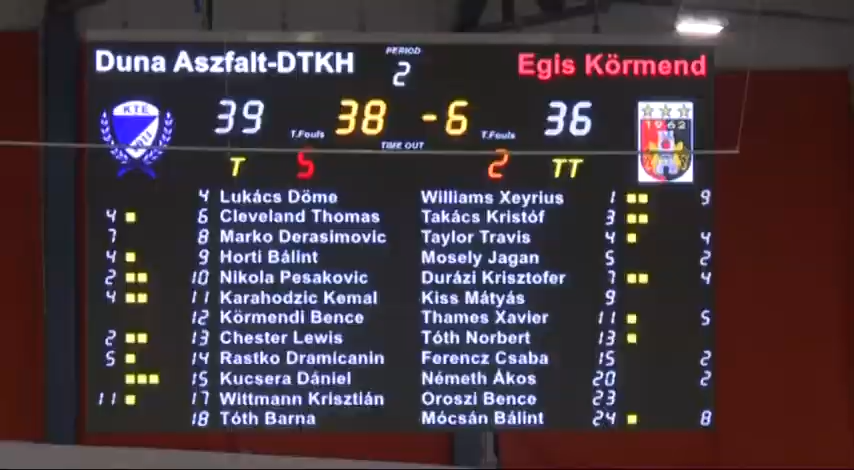 Duna Aszfalt-DTKH PERIOD Egis Körmend
2
39 T.Fouls 38 -6 T.Fouls 36
KTE
1962
TIME OUT
T 5 2 TT
4 Lukács Döme Williams Xeyrius 1 9
4 6 Cleveland Thomas Takács Kristóf 3
7 8 Marko Derasimovic Taylor Travis 4 4
4 9 Horti Bálint Mosely Jagan 5 2
2 10 Nikola Pesakovic Durázi Krisztofer 7 4
4 11 Karahodzic Kemal Kiss Mátyás 9
12 Körmendi Bence Thames Xavier 11 5
2 13 Chester Lewis Tóth Norbert 13
5 14 Rastko Dramicanin Ferencz Csaba 15 2
15 Kucsera Dániel Németh Ákos 20 2
11 17 Wittmann Krisztián Oroszi Bence 23
18 Tóth Barna Mócsán Bálint 24 8